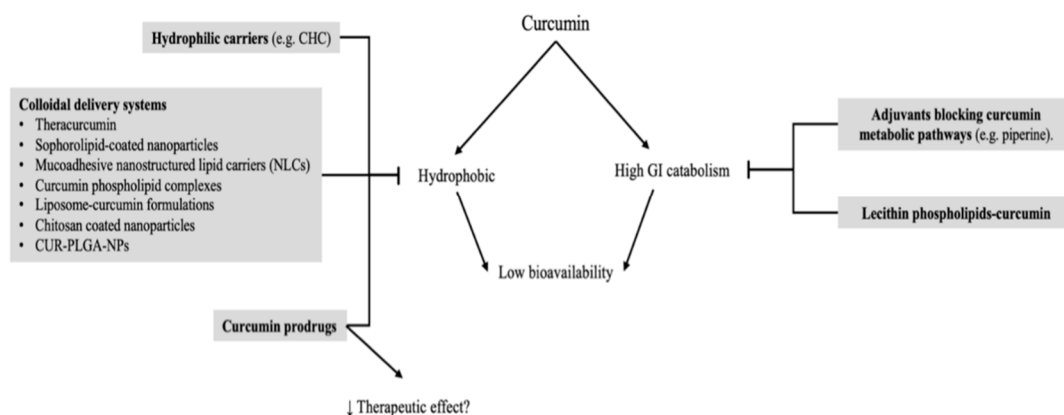 Curcumin
Hydrophilic carriers (e.g. CHC)
Colloidal delivery systems
• Theracurcumin
• Sophorolipid-coated nanoparticles
• Mucoadhesive nanostructured lipid carriers (NLCs)
• Curcumin phospholipid complexes
• Liposome-curcumin formulations
• Chitosan coated nanoparticles
• CUR-PLGA-NPs
Curcumin prodrugs
↓ Therapeutic effect?
Hydrophobic
High GI catabolism
Low bioavailability
Adjuvants blocking curcumin
metabolic pathways (e.g. piperine).
Lecithin phospholipids-curcumin